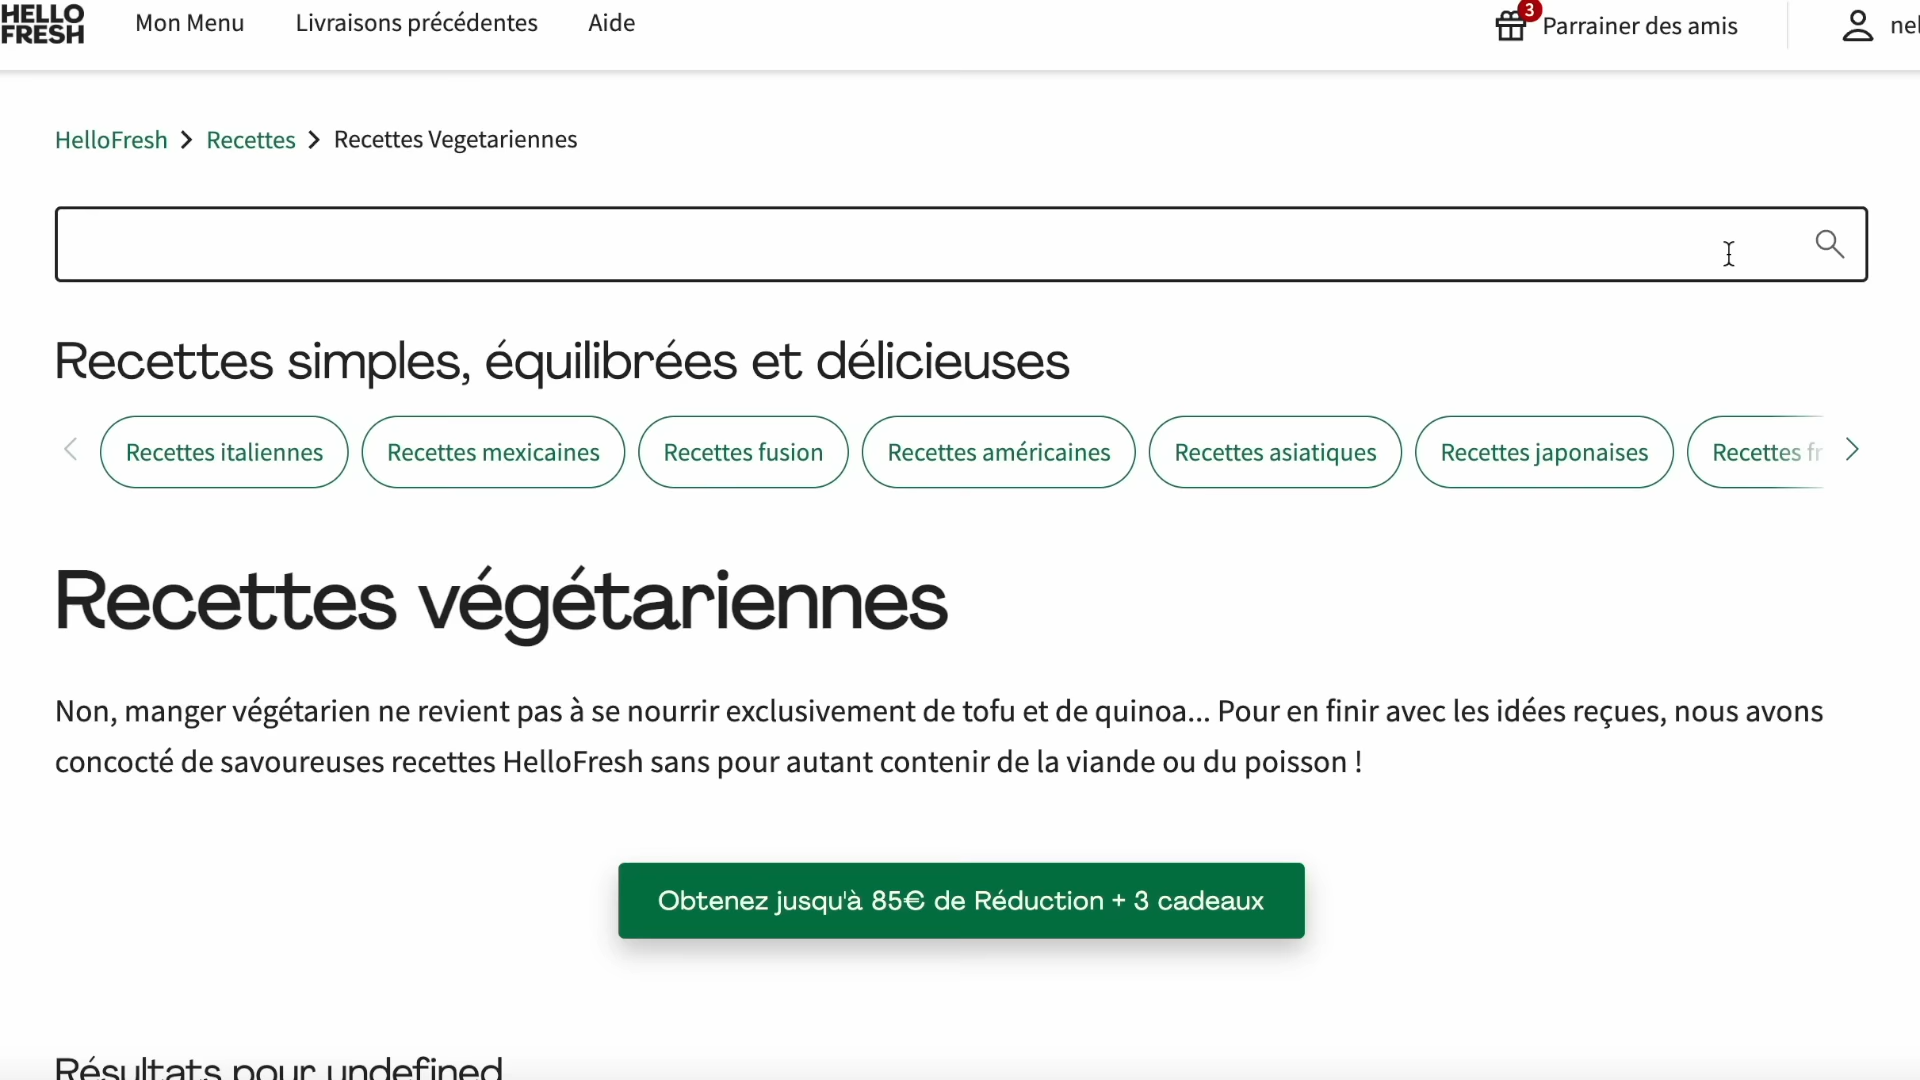 HELLO
FRESH
Mon Menu
Livraisons précédentes
Aide
3
Parrainer des amis
HelloFresh > Recettes > Recettes Vegetariennes
Recettes simples, équilibrées et délicieuses
Recettes italiennes
Recettes mexicaines
Recettes fusion
Recettes américaines
Recettes asiatiques
Recettes japonaises
Recettes
Recettes végétariennes
Non, manger végétarien ne revient pas à se nourrir exclusivement de tofu et de quinoa... Pour en finir avec les idées reçues, nous avons
concocté de savoureuses recettes HelloFresh sans pour autant contenir de la viande ou du poisson !
Obtenez jusqu'à 85€ de Réduction + 3 cadeaux
Résultats pour undefined